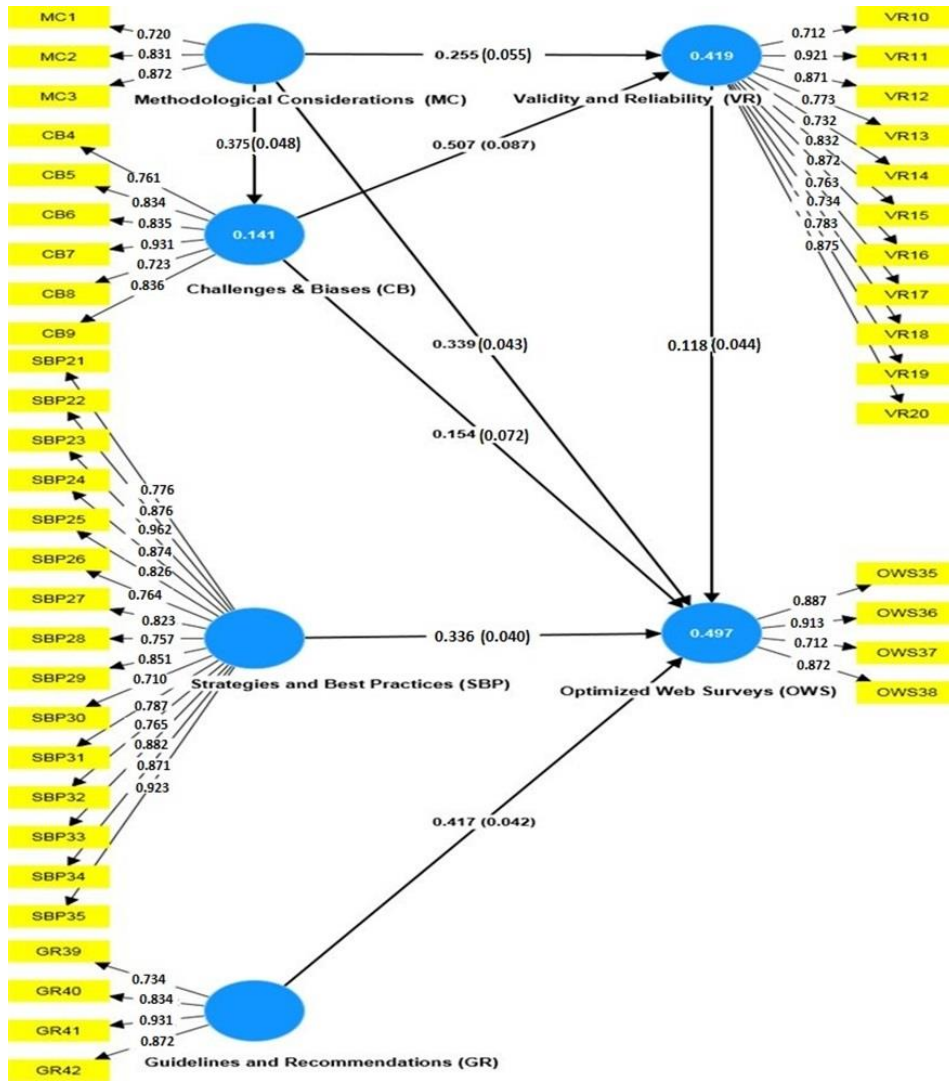 MC1
MC2
MC3
0.720
0.831
0.872
Methodological Considerations (MC)
0.255 (0.055)
0.419
Validity and Reliability (VR)
0.712
0.921
0.871
0.773
0.732
0.832
0.872
0.763
0.734
0.783
0.875
VR10
VR11
VR12
VR13
VR14
VR15
VR16
VR17
VR18
VR19
VR20
0.375 (0.048)
0.507 (0.087)
CB4
CB5
CB6
CB7
CB8
CB9
0.761
0.834
0.835
0.931
0.723
0.836
0.141
Challenges & Biases (CB)
0.339 (0.043)
0.118 (0.044)
0.154 (0.072)
SBP21
SBP22
SBP23
SBP24
SBP25
SBP26
SBP27
SBP28
SBP29
SBP30
SBP31
SBP32
SBP33
SBP34
SBP35
0.776
0.876
0.962
0.874
0.826
0.764
0.823
0.757
0.851
0.710
0.787
0.765
0.882
0.871
0.923
Strategies and Best Practices (SBP)
0.336 (0.040)
0.497
Optimized Web Surveys (OWS)
0.887
0.913
0.712
0.872
OWS35
OWS36
OWS37
OWS38
0.417 (0.042)
GR39
GR40
GR41
GR42
0.734
0.834
0.931
0.872
Guidelines and Recommendations (GR)